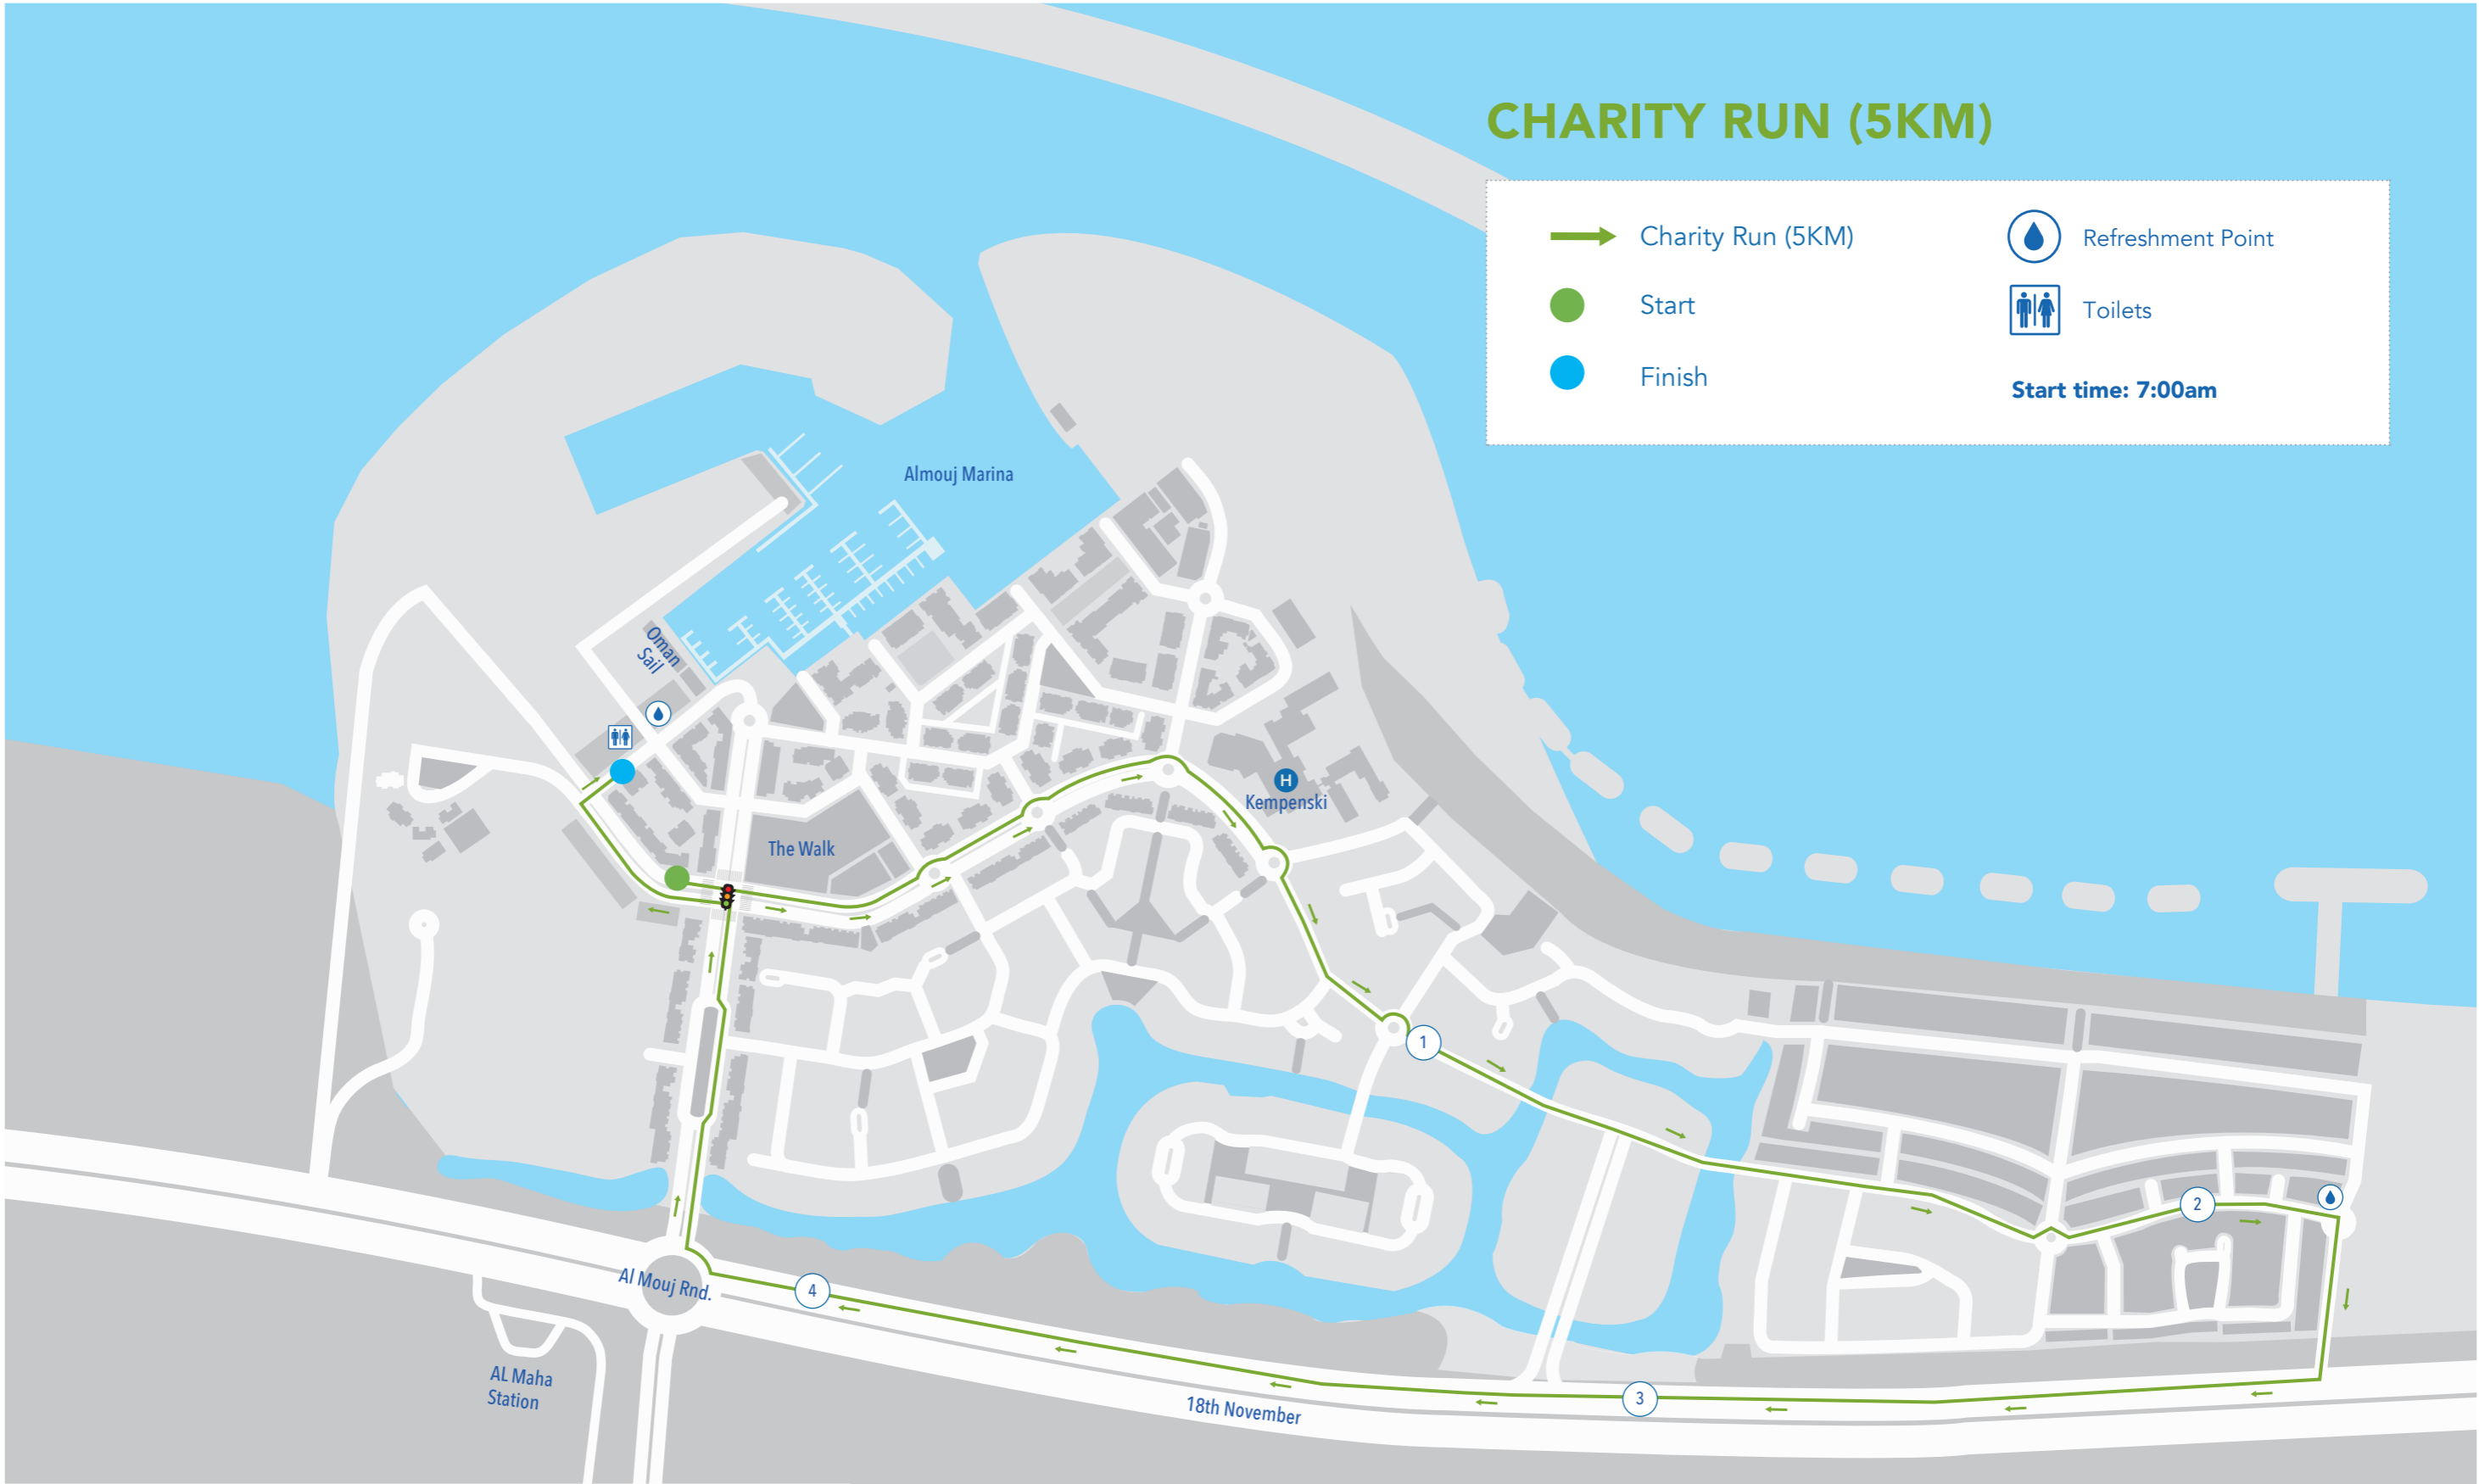 CHARITY RUN (5KM)
Charity Run (5KM)
Refreshment Point
Start
Toilets
Finish
Start time: 7:00am
Almouj Marina
Oman
Sail
H
Kempenski
The Walk
1
2
Al Mouj Rnd.
4
AL Maha
Station
3
18th November